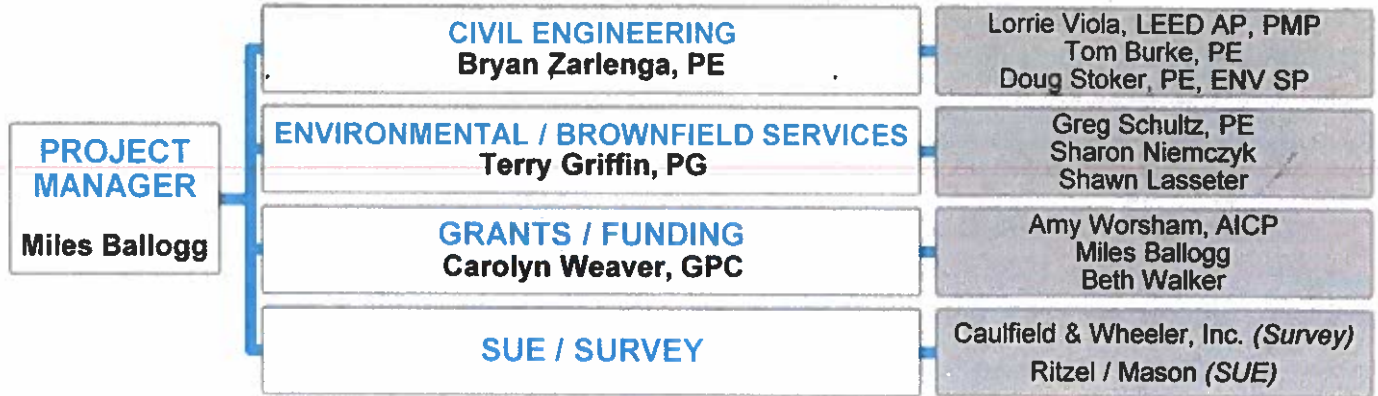 PROJECT
MANAGER
Miles Ballogg
CIVIL ENGINEERING
Bryan Zarlenga, PE
Lorrie Viola, LEED AP, PMP
Tom Burke, PE
Doug Stoker, PE, ENV SP
ENVIRONMENTAL / BROWNFIELD SERVICES
Terry Griffin, PG
Greg Schultz, PE
Sharon Niemczyk
Shawn Lasseter
GRANTS / FUNDING
Carolyn Weaver, GPC
Amy Worsham, AICP
Miles Ballogg
Beth Walker
SUE / SURVEY
Caulfield & Wheeler, Inc. (Survey)
Ritzel / Mason (SUE)